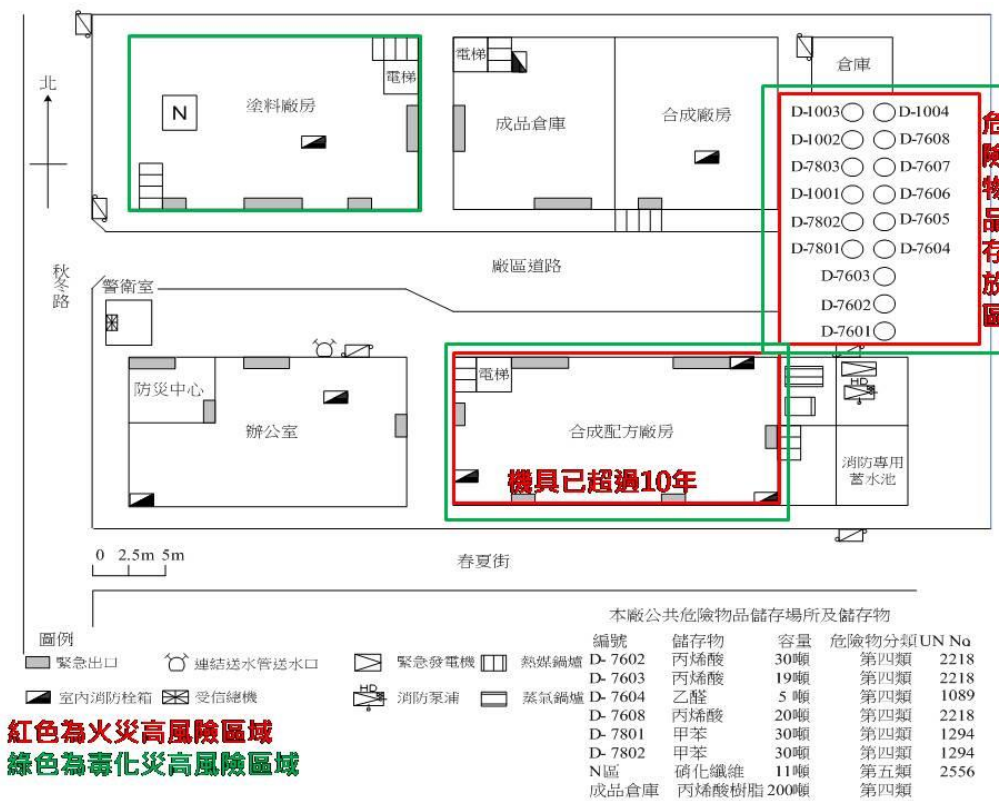 北
電梯
塗料廠房
N
電梯
成品倉庫
合成廠房
倉庫
D-1003 D-1004
D-1002 D-7608
D-7803 D-7607
D-1001 D-7606
D-7802 D-7605
D-7801 D-7604
D-7603
D-7602
D-7601
危險物品存放區
秋冬路
廠區道路
警衛室
防災中心
辦公室
電梯
合成配方廠房
機具已超過10年
HD
消防專用
蓄水池
0 2.5m 5m
春夏街
圖例
緊急出口 連結送水管送水口 緊急發電機 熱媒鍋爐
室內消防栓箱 受信總機 HD 消防泵浦 蒸氣鍋爐
紅色為火災高風險區域
綠色為毒化災高風險區域
本廠公共危險物品儲存場所及儲存物
編號 儲存物 容量 危險物分類 UN No
D- 7602 丙烯酸 30噸 第四類 2218
D- 7603 丙烯酸 19噸 第四類 2218
D- 7604 乙醛 5 噸 第四類 1089
D- 7608 丙烯酸 20噸 第四類 2218
D- 7801 甲苯 30噸 第四類 1294
D- 7802 甲苯 30噸 第四類 1294
N區 硝化纖維 11噸 第五類 2556
成品倉庫 丙烯酸樹脂 200噸 第四類